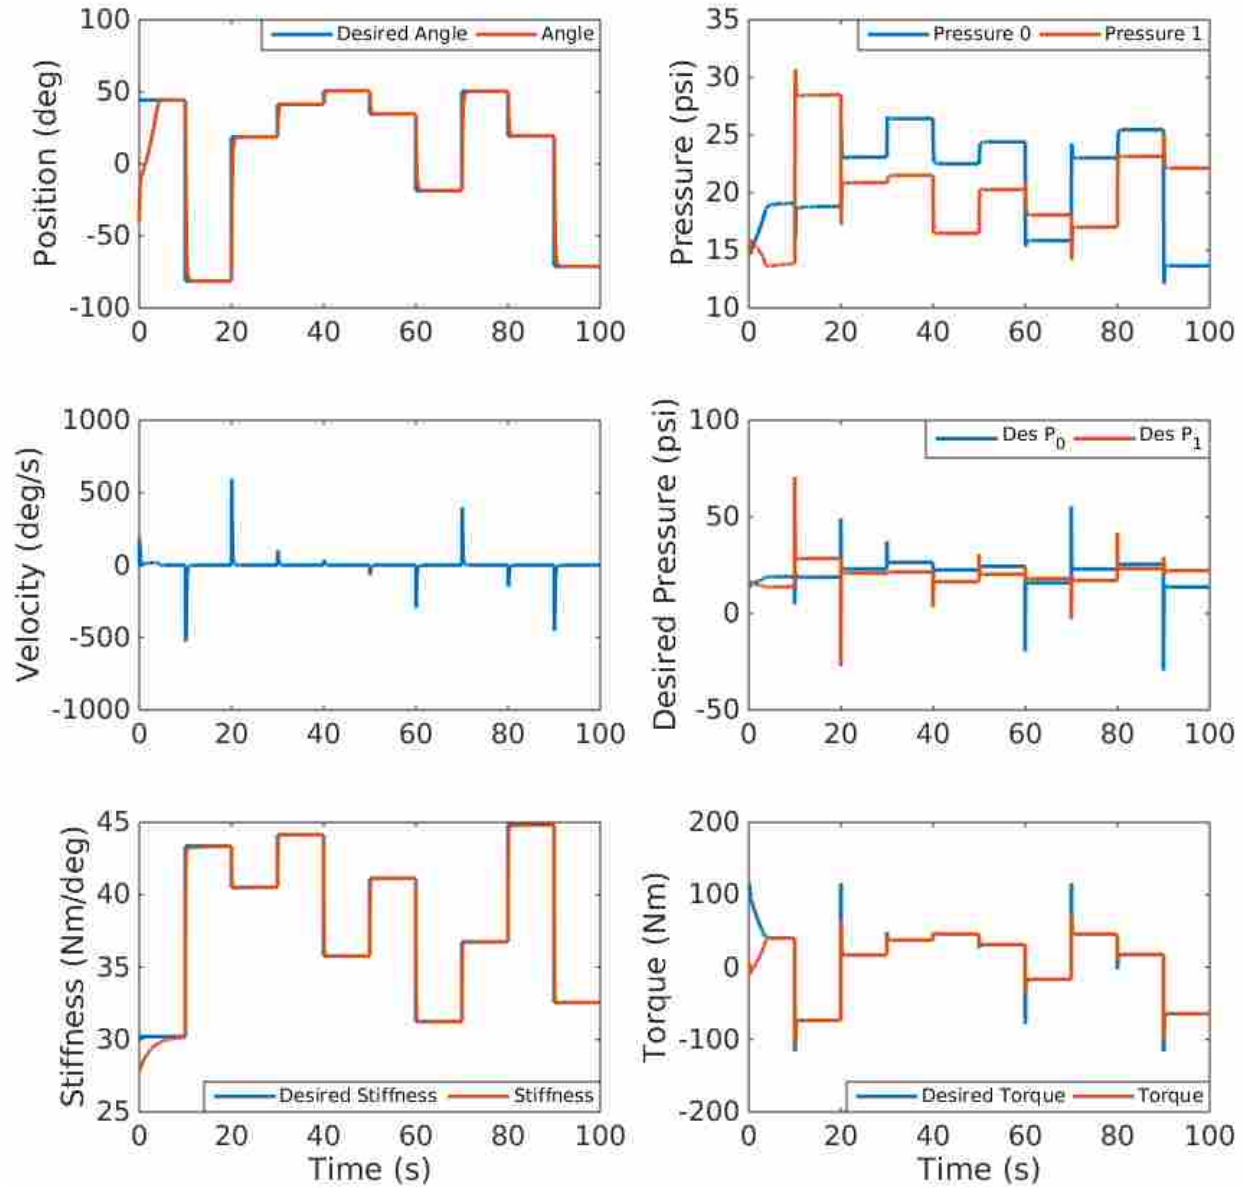 Position (deg)
100
50
0
-50
-100
Desired Angle Angle
0 20 40 60 80 100
Pressure (psi)
35
30
25
20
15
10
Pressure 0 Pressure 1
0 20 40 60 80 100
Velocity (deg/s)
1000
500
0
-500
-1000
0 20 40 60 80 100
Desired Pressure (psi)
100
50
0
-50
Des P0 Des P1
0 20 40 60 80 100
Stiffness (Nm/deg)
45
40
35
30
25
Desired Stiffness Stiffness
0 20 40 60 80 100
Time (s)
Torque (Nm)
200
100
0
-100
-200
Desired Torque Torque
0 20 40 60 80 100
Time (s)